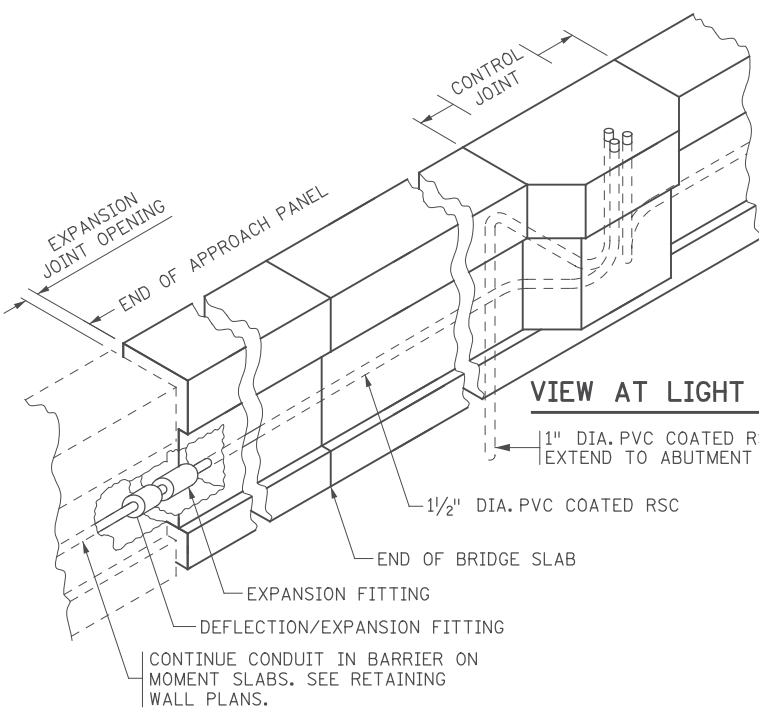 CONTROL
JOINT
EXPANSION
JOINT OPENING
END OF APPROACH PANEL
VIEW AT LIGHT
1" DIA. PVC COATED
EXTEND TO ABUTMENT
1½" DIA. PVC COATED RSC
END OF BRIDGE SLAB
EXPANSION FITTING
DEFLECTION/EXPANSION FITTING
CONTINUE CONDUIT IN BARRIER ON
MOMENT SLABS. SEE RETAINING
WALL PLANS.